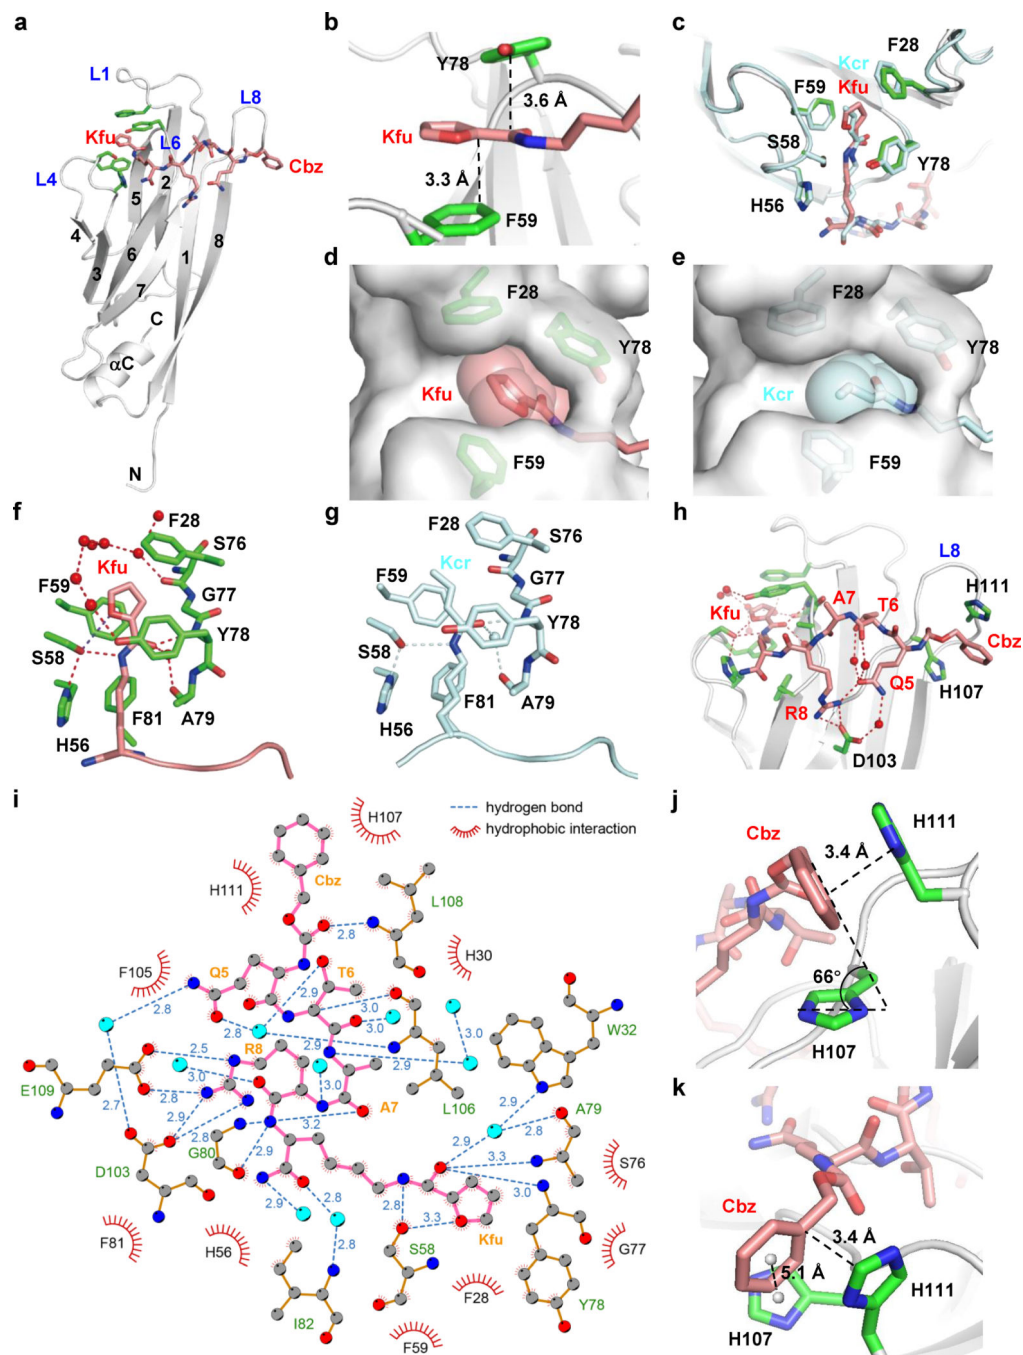 a
L1
L8
Kfu
L6
Cbz
L4
2
5
4
6
1
8
3
7
C
αC
N
b
Y78
3.6 Å
Kfu
3.3 Å
F59
c
F28
Kcr
Kfu
F59
S58
Y78
H56
d
F28
Y78
Kfu
F59
e
F28
Y78
Kcr
F59
f
F28
S76
Kfu
F59
G77
Y78
S58
F81
A79
H56
g
F28
S76
Kcr
F59
G77
Y78
S58
F81
A79
H56
h
L8
H111
A7
T6
Kfu
Cbz
Q5
H107
R8
D103
i
H107
hydrogen bond
hydrophobic interaction
H111
Cbz
L108
2.8
F105
Q5
T6
H30
2.9
2.8
3.0
3.0
3.0
W32
2.8
R8
2.5
2.9
3.0
3.0
E109
2.8
L106
2.9
A79
2.7
2.9
A7
2.8
3.2
2.8
G80
2.9
2.9
3.3
S76
D103
3.0
2.8
2.9
2.8
3.3
Kfu
F81
H56
S58
G77
2.8
F28
I82
Y78
F59
j
H111
Cbz
3.4 Å
66°
H107
k
Cbz
3.4 Å
5.1 Å
H111
H107